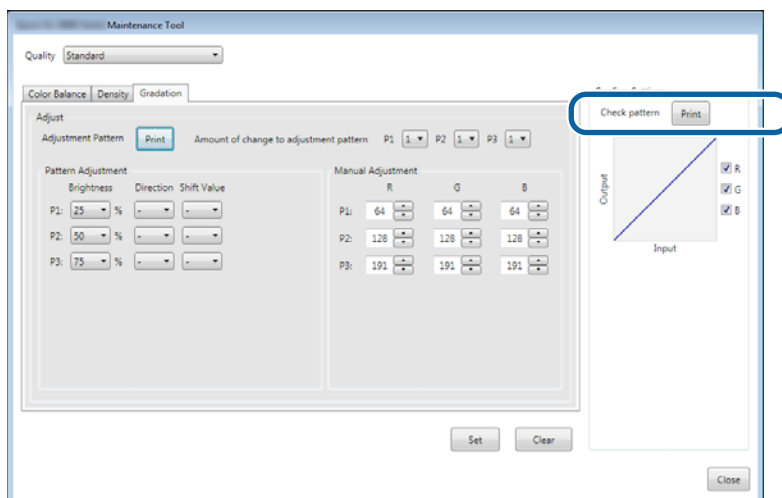 Maintenance Tool
Quality Standard
Color Balance Density Gradation
Adjust
Adjustment Pattern Print Amount of change to adjustment pattern P1 1 P2 1 P3 1
Check pattern Print
Pattern Adjustment
Brightness Direction Shift Value
P1: 25 % - -
P2: 50 % - -
P3: 75 % - -
Manual Adjustment
R G B
P1: 64 64 64
P2: 128 128 128
P3: 191 191 191
Output
Input
R
G
B
Set Clear
Close